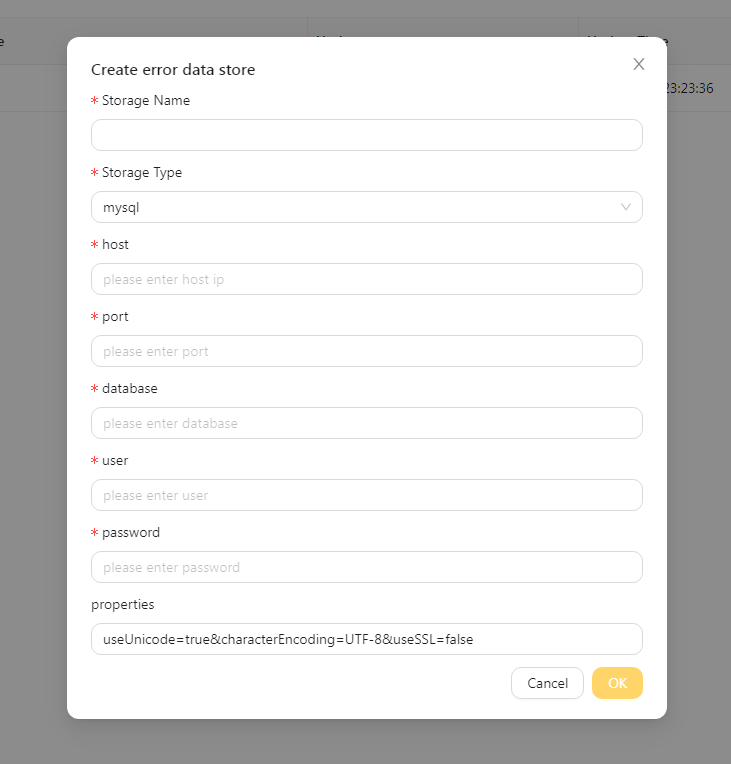 Create error data store
* Storage Name
* Storage Type
mysql
* host
please enter host ip
* port
please enter port
* database
please enter database
* user
please enter user
* password
please enter password
properties
useUnicode=true&characterEncoding=UTF-8&useSSL=false
Cancel OK
23:23:36